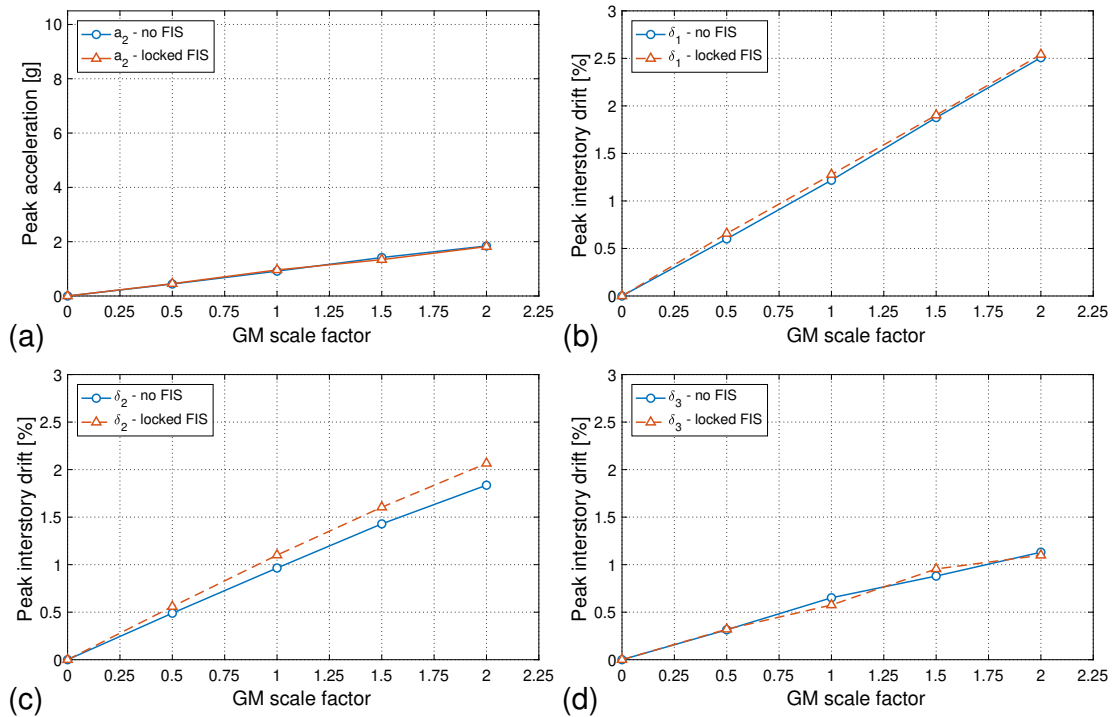 a2 - no FIS
a2 - locked FIS
10
8
6
4
2
0
Peak acceleration [g]
0 0.25 0.5 0.75 1 1.25 1.5 1.75 2 2.25
GM scale factor
(a)
δ1 - no FIS
δ1 - locked FIS
3
2.5
2
1.5
1
0.5
0
Peak interstory drift [%]
0 0.25 0.5 0.75 1 1.25 1.5 1.75 2 2.25
GM scale factor
(b)
δ2 - no FIS
δ2 - locked FIS
3
2.5
2
1.5
1
0.5
0
Peak interstory drift [%]
0 0.25 0.5 0.75 1 1.25 1.5 1.75 2 2.25
GM scale factor
(c)
δ3 - no FIS
δ3 - locked FIS
3
2.5
2
1.5
1
0.5
0
Peak interstory drift [%]
0 0.25 0.5 0.75 1 1.25 1.5 1.75 2 2.25
GM scale factor
(d)